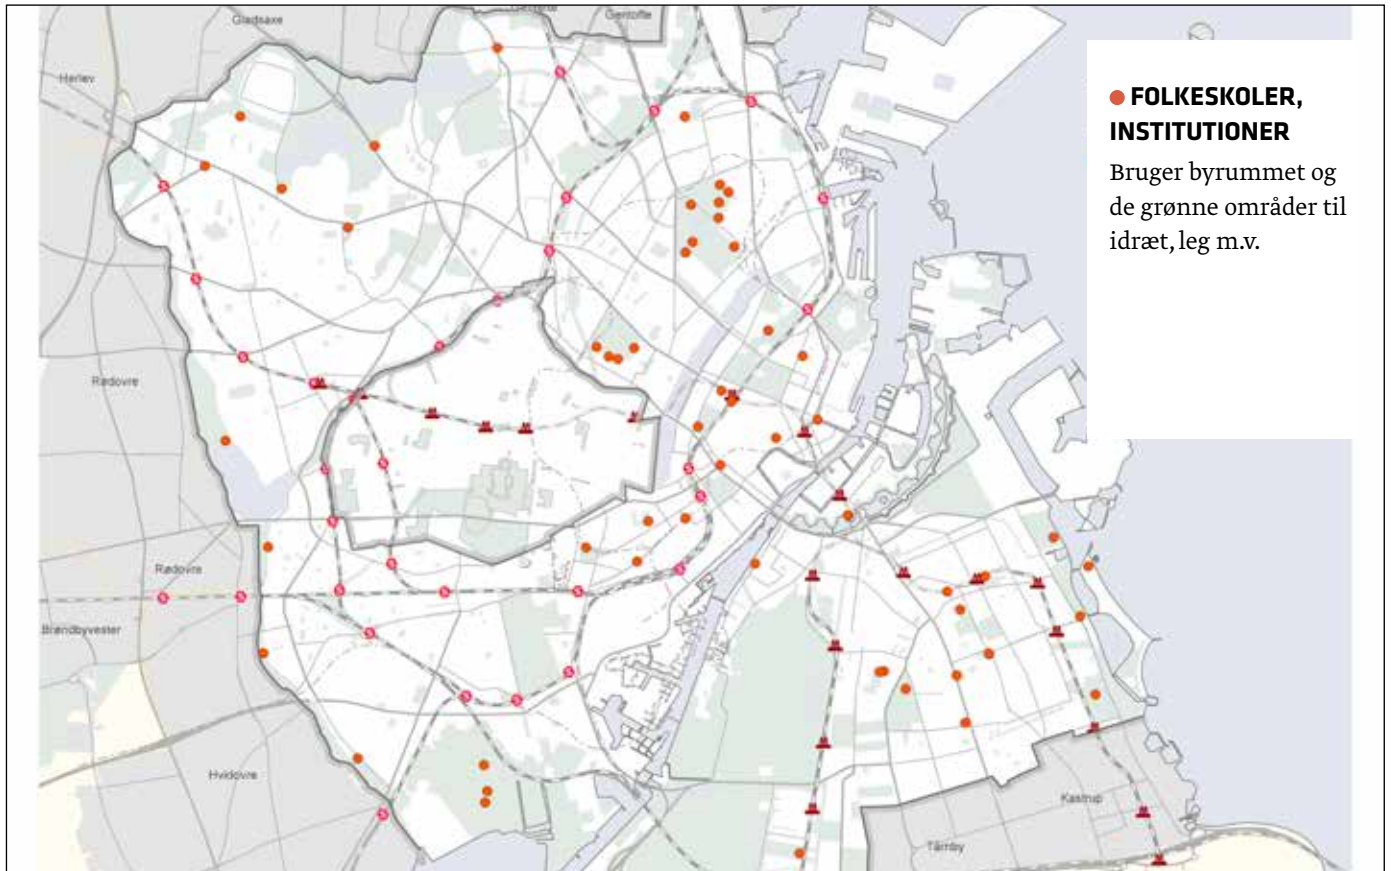 Gladsaxe
Gentofte
Herlev
● FOLKESKOLER,
INSTITUTIONER
Bruger byrummet og
de grønne områder til
idræt, leg m.v.
Rødovre
Rødovre
Brøndbyvester
Hvidovre
Kastrup
Tårnby